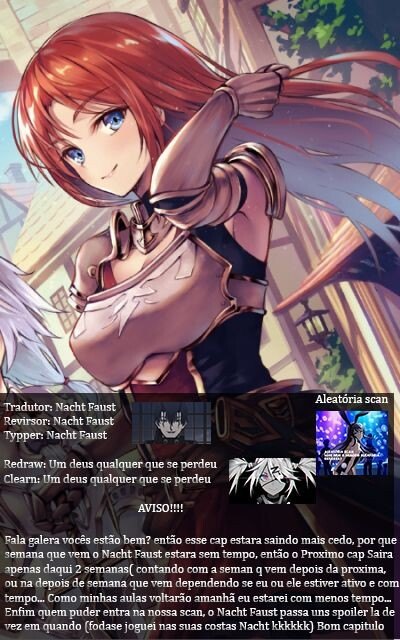 Aleatória scan
Tradutor: Nacht Faust
Revirsor: Nacht Faust
Typper: Nacht Faust
Redraw: Um deus qualquer que se perdeu
Clearn: Um deus qualquer que se perdeu
AVISO!!!!
Fala galera vocês estão bem? então esse cap estara saindo mais cedo, por que
semana que vem o Nacht Faust estara sem tempo, então o Proximo cap Saira
apenas daqui 2 semanas( contando com a seman q vem depois da proxima,
ou na depois de semana que vem dependendo se eu ou ele estiver ativo e com
tempo... Como minhas aulas voltarão amanhã eu estarei com menos tempo...
Enfim quem puder entra na nossa scan, o Nacht Faust passa uns spoiler la de
vez em quando (fodase joguei nas suas costas Nacht kkkkkk) Bom capitulo